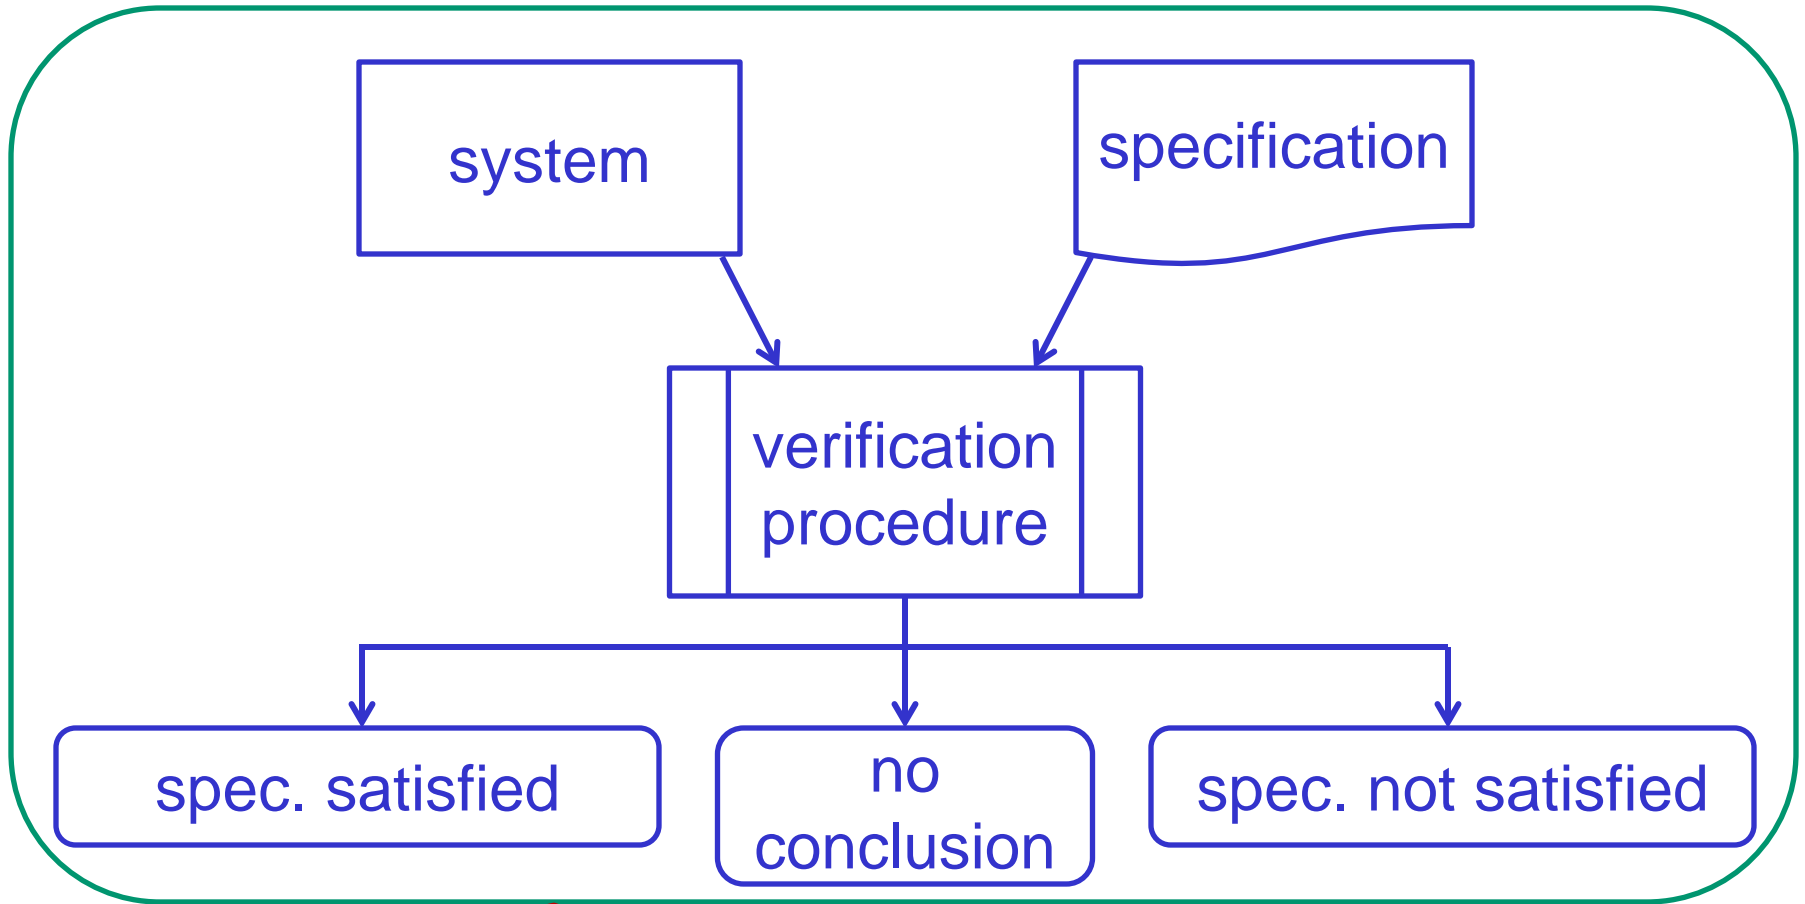 system
specification
verification
procedure
spec. satisfied
no
conclusion
spec. not satisfied